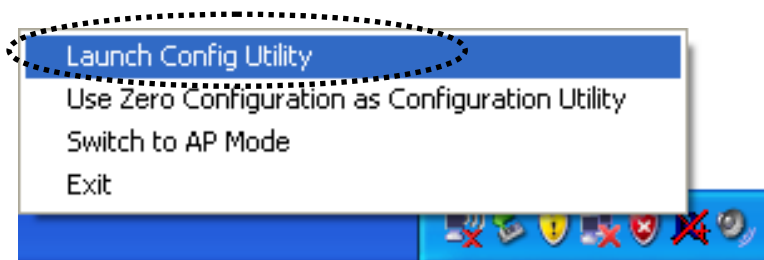 Launch Config Utility
Use Zero Configuration as Configuration Utility
Switch to AP Mode
Exit